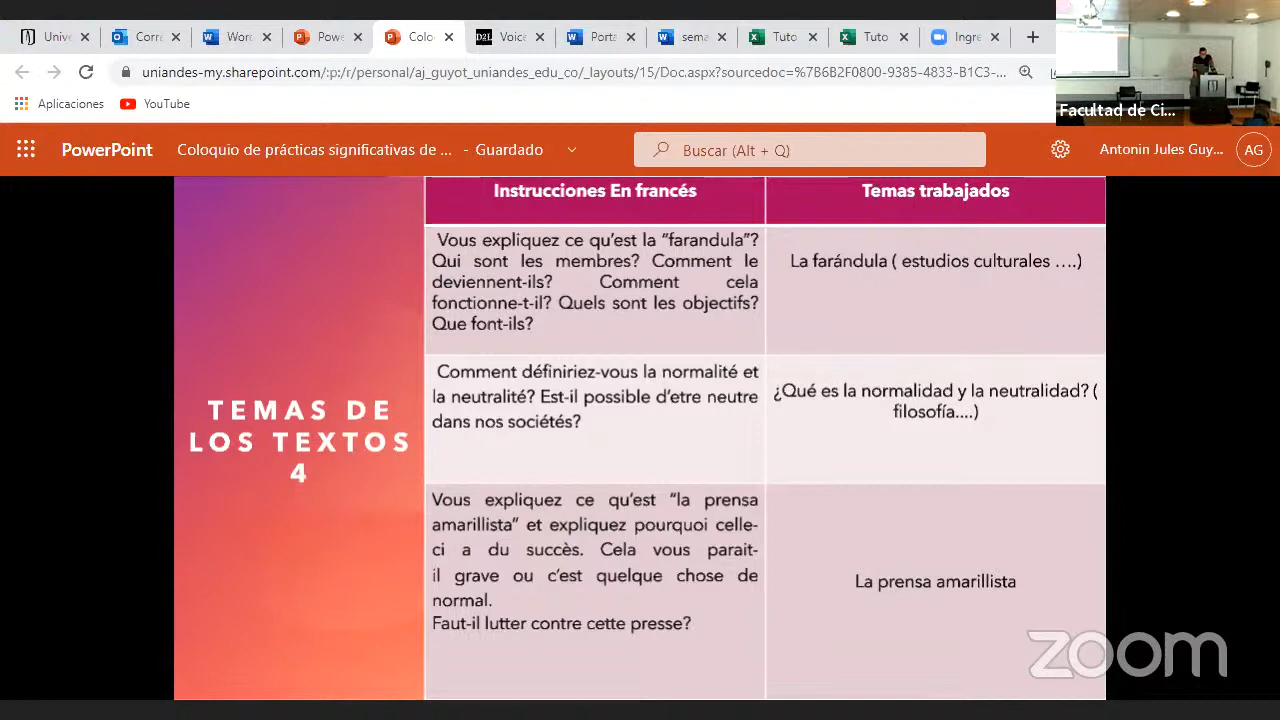 Unive
Corre
Word
Powe
Colo
Voice
Porta
sema
Tuto
Tuto
Ingre
uniandes-my.sharepoint.com/:p:/r/personal/aj_guyot_uniandes_edu_co/_layouts/15/Doc.aspx?sourcedoc=%7B6B2F0800-9385-4833-B1C3-...
Aplicaciones
YouTube
Facultad de Ci...
PowerPoint
Coloquio de prácticas significativas de ... - Guardado
Buscar (Alt + Q)
Antonin Jules Guy...
AG
TEMAS DE
LOS TEXTOS
4
Instrucciones En francés
Temas trabajados
Vous expliquez ce qu'est la “farandula”?
Qui sont les membres? Comment le
deviennent-ils? Comment cela
fonctionne-t-il? Quels sont les objectifs?
Que font-ils?
La farándula ( estudios culturales ….)
Comment définiriez-vous la normalité et
la neutralité? Est-il possible d'etre neutre
dans nos sociétés?
¿Qué es la normalidad y la neutralidad? (
filosofía....)
Vous expliquez ce qu'est “la prensa
amarillista” et expliquez pourquoi celle-
ci a du succès. Cela vous parait-
il grave ou c'est quelque chose de
normal.
Faut-il lutter contre cette presse?
La prensa amarillista
zoom